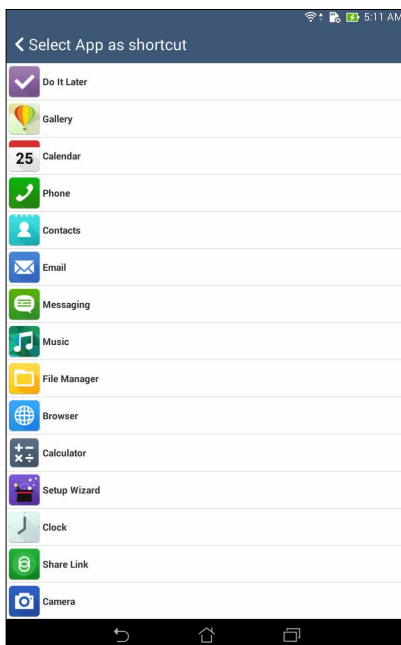 5:11 AM
Select App as shortcut
Do It Later
Gallery
25 Calendar
Phone
Contacts
Email
Messaging
Music
File Manager
Browser
Calculator
Setup Wizard
Clock
Share Link
Camera